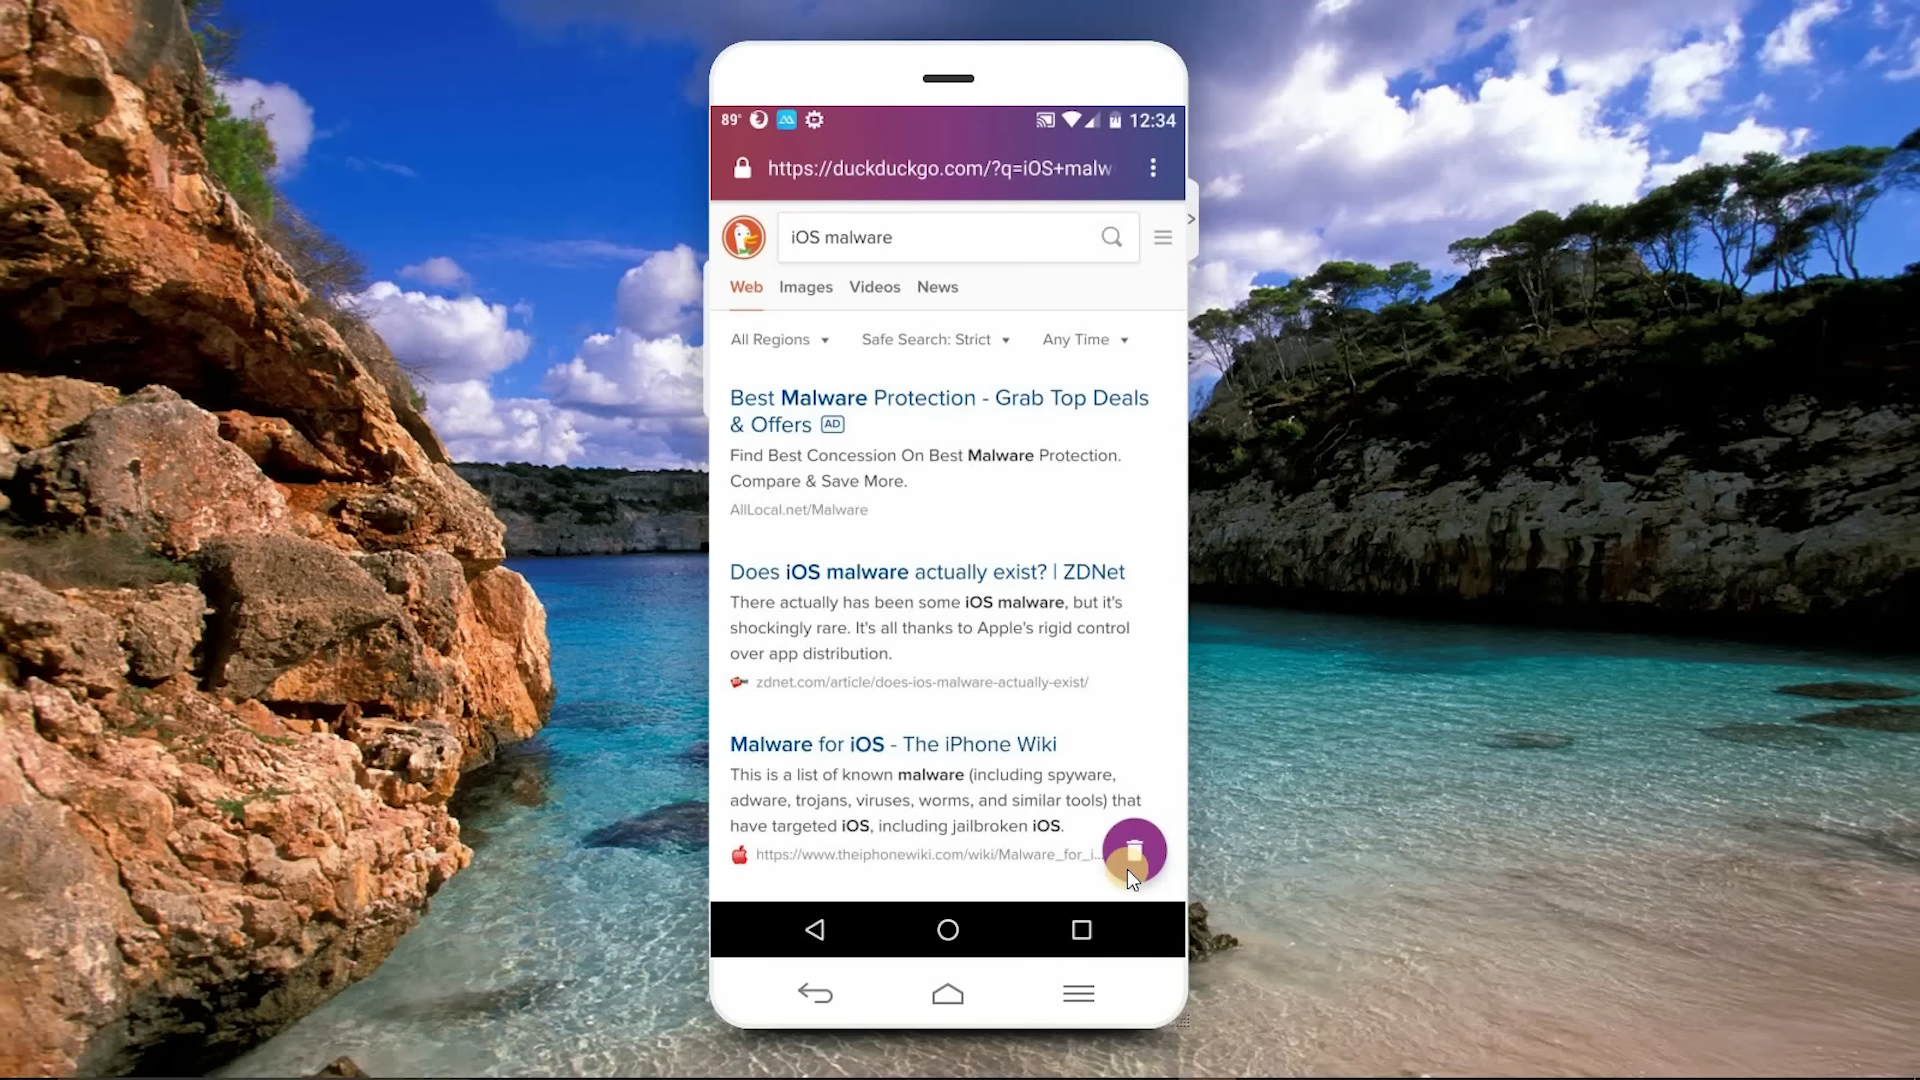 89°
12:34
https://duckduckgo.com/?q=iOS+malw
iOS malware
Web Images Videos News
All Regions Safe Search: Strict Any Time
Best Malware Protection - Grab Top Deals
& Offers AD
Find Best Concession On Best Malware Protection.
Compare & Save More.
AllLocal.net/Malware
Does iOS malware actually exist? | ZDNet
There actually has been some iOS malware, but it's
shockingly rare. It's all thanks to Apple's rigid control
over app distribution.
zdnet.com/article/does-ios-malware-actually-exist/
Malware for iOS - The iPhone Wiki
This is a list of known malware (including spyware,
adware, trojans, viruses, worms, and similar tools) that
have targeted iOS, including jailbroken iOS.
https://www.theiphonewiki.com/wiki/Malware_for_i...